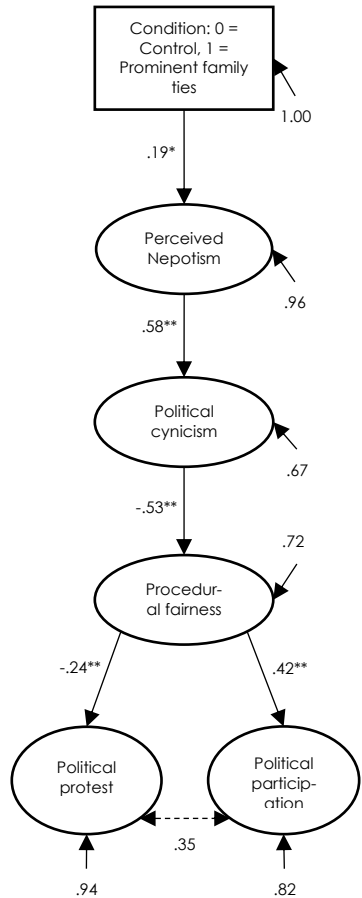 Condition: 0 =
Control, 1 =
Prominent family
ties
1.00
.19*
Perceived
Nepotism
.96
.58**
Political
cynicism
.67
-.53**
.72
Procedur-
al fairness
-.24**
.42**
Political
protest
Political
particip-
ation
.35
.94
.82